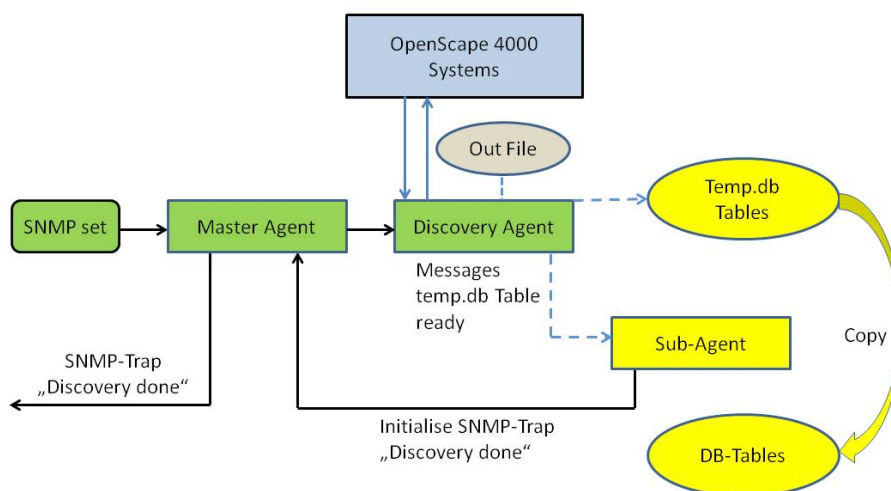 OpenScape 4000
Systems
Out File
Temp.db
Tables
SNMP set
Master Agent
Discovery Agent
Messages
temp.db Table
ready
Sub-Agent
Copy
SNMP-Trap
„Discovery done“
Initialise SNMP-Trap
„Discovery done“
DB-Tables